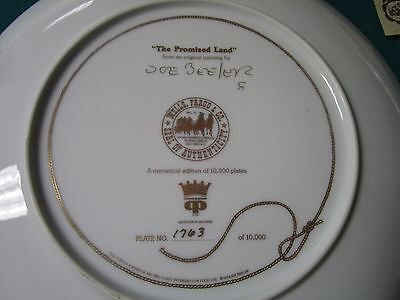 "The Promised Land"
from an original painting by
JOE BEELER
WELLS, FARGO & CO.
SEAL OF AUTHENTICITY
A numerical edition of 10,000 plates
PLATE NO. 1763 of 10,000